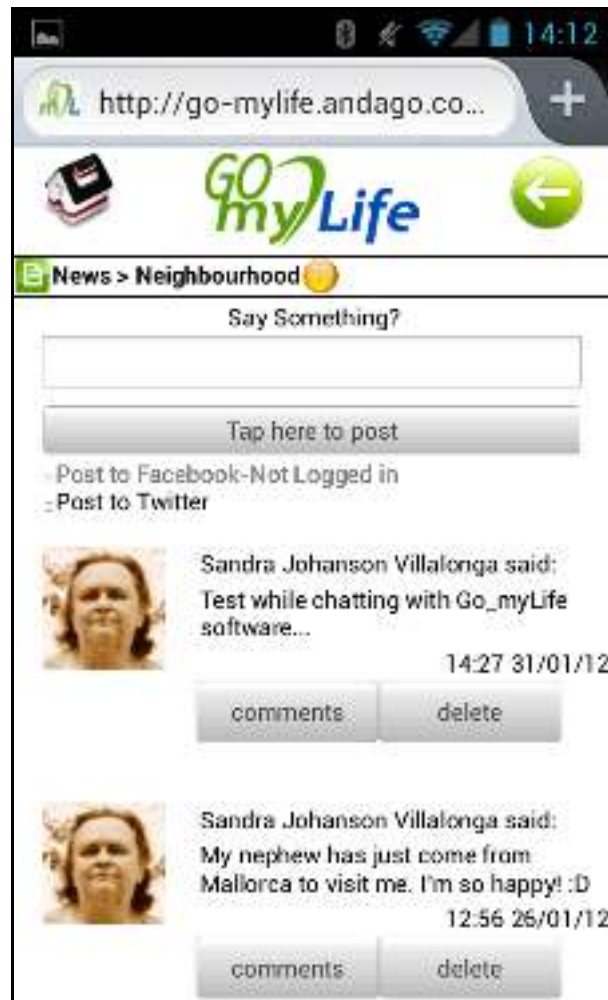 14:12
http://go-mylife.andago.co...
+
GO
myLife
News > Neighbourhood
Say Something?
Tap here to post
Post to Facebook-Not Logged in
Post to Twitter
Sandra Johanson Villalonga said:
Test while chatting with Go_myLife
software...
14:27 31/01/12
comments delete
Sandra Johanson Villalonga said:
My nephew has just come from
Mallorca to visit me. I'm so happy! :D
12:56 26/01/12
comments delete